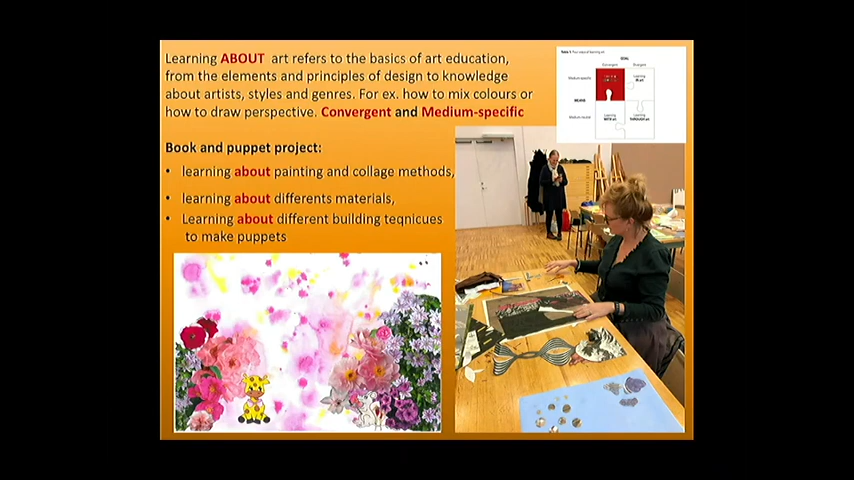 Learning ABOUT art refers to the basics of art education,
from the elements and principles of design to knowledge
about artists, styles and genres. For ex. how to mix colours or
how to draw perspective. Convergent and Medium-specific
Book and puppet project:
• learning about painting and collage methods,
• learning about differents materials,
• Learning about different building teqnicues
to make puppets